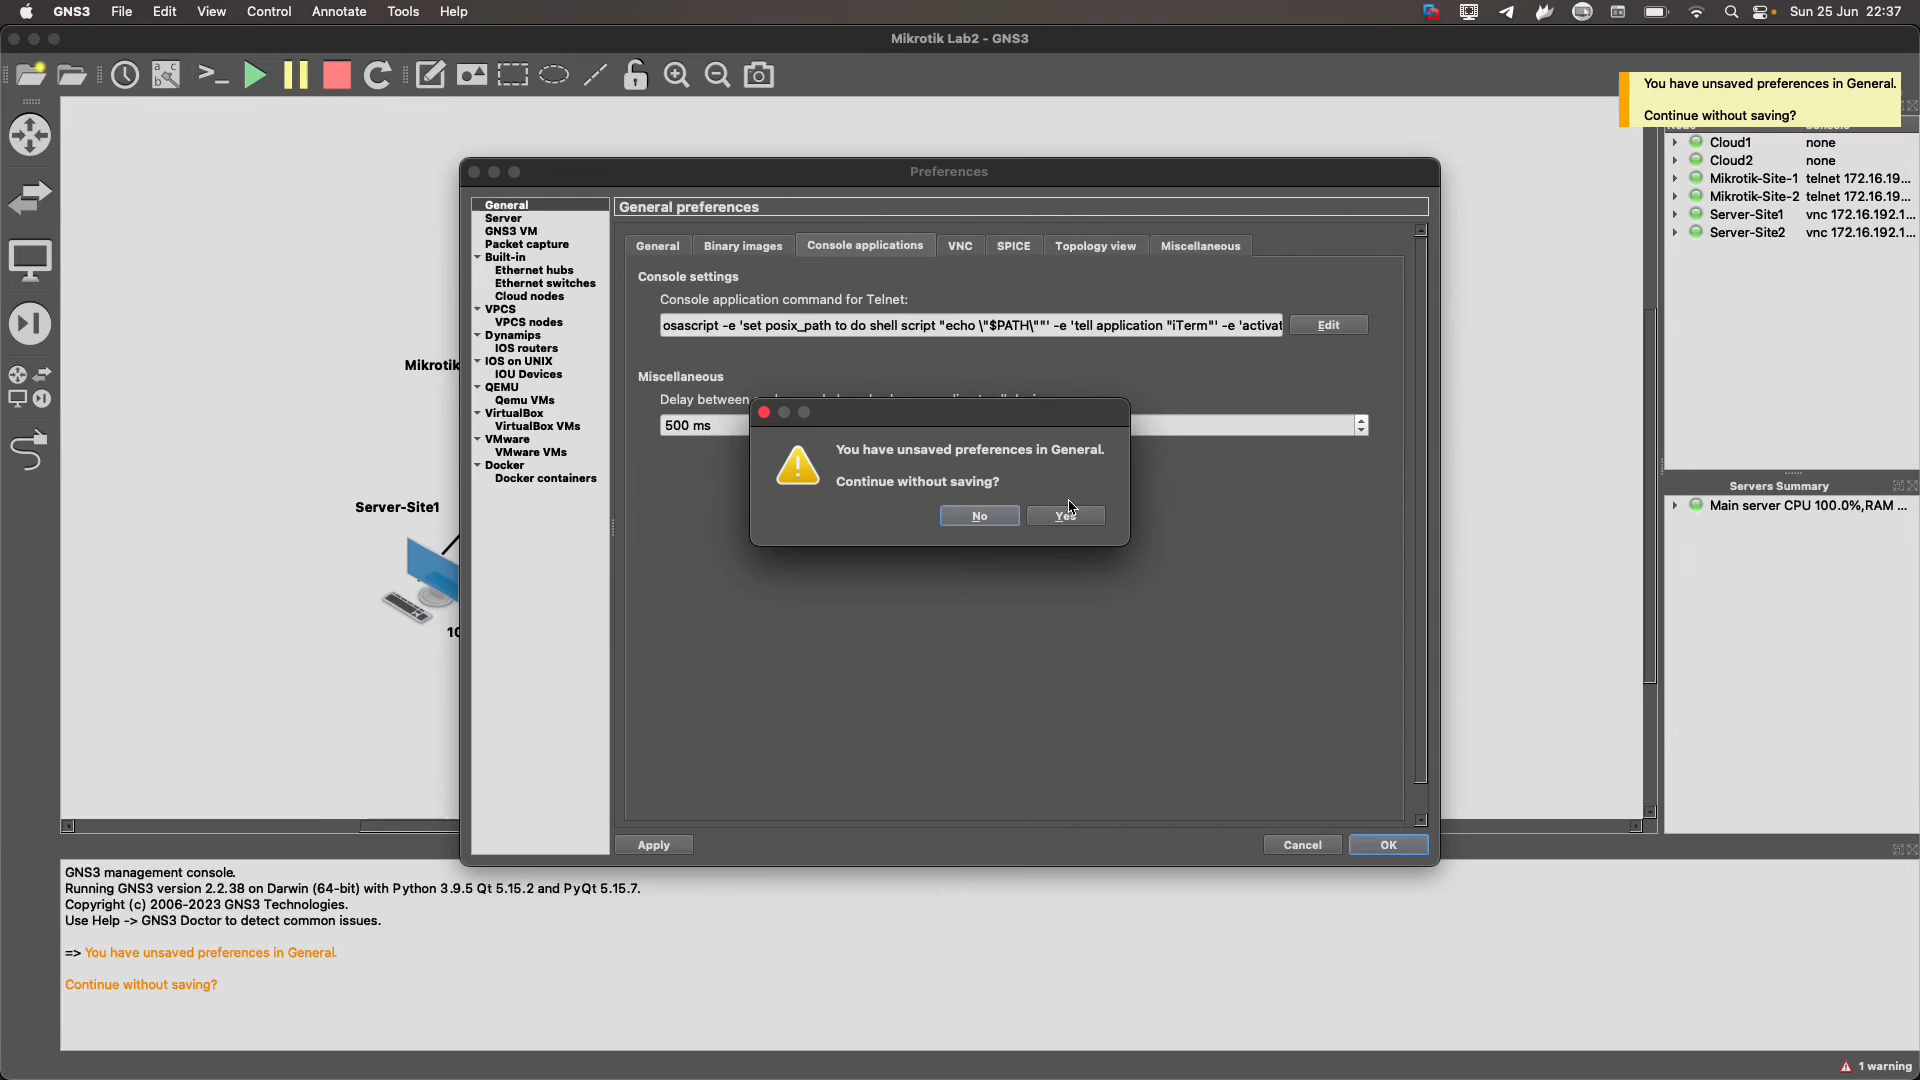 GNS3 File Edit View Control Annotate Tools Help
Sun 25 Jun 22:37
Mikrotik Lab2 - GNS3
You have unsaved preferences in General.
Continue without saving?
Cloud1 none
Cloud2 none
Mikrotik-Site-1 telnet 172.16.19...
Mikrotik-Site-2 telnet 172.16.19...
Server-Site1 vnc 172.16.192.1...
Server-Site2 vnc 172.16.192.1...
Servers Summary
Main server CPU 100.0%,RAM ...
Mikrotik
Server-Site1
10
Preferences
General
Server
GNS3 VM
Packet capture
Built-in
Ethernet hubs
Ethernet switches
Cloud nodes
VPCS
VPCS nodes
Dynamips
IOS routers
IOS on UNIX
IOU Devices
QEMU
Qemu VMs
VirtualBox
VirtualBox VMs
VMware
VMware VMs
Docker
Docker containers
General preferences
General Binary images Console applications VNC SPICE Topology view Miscellaneous
Console settings
Console application command for Telnet:
osascript -e 'set posix_path to do shell script "echo \"$PATH\""' -e 'tell application "iTerm"' -e 'activat
Edit
Miscellaneous
Delay between
500 ms
You have unsaved preferences in General.
Continue without saving?
No Yes
Apply Cancel OK
GNS3 management console.
Running GNS3 version 2.2.38 on Darwin (64-bit) with Python 3.9.5 Qt 5.15.2 and PyQt 5.15.7.
Copyright (c) 2006-2023 GNS3 Technologies.
Use Help -> GNS3 Doctor to detect common issues.
=> You have unsaved preferences in General.
Continue without saving?
1 warning